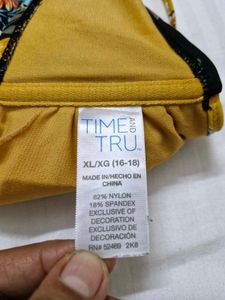 TIME AND
TRU™
XL/XG (16-18)
MADE IN/HECHO EN
CHINA
82% NYLON
18% SPANDEX
EXCLUSIVE OF
DECORATION
EXCLUSIVO DE
DECORACIÓN
RN# 52469 2K8